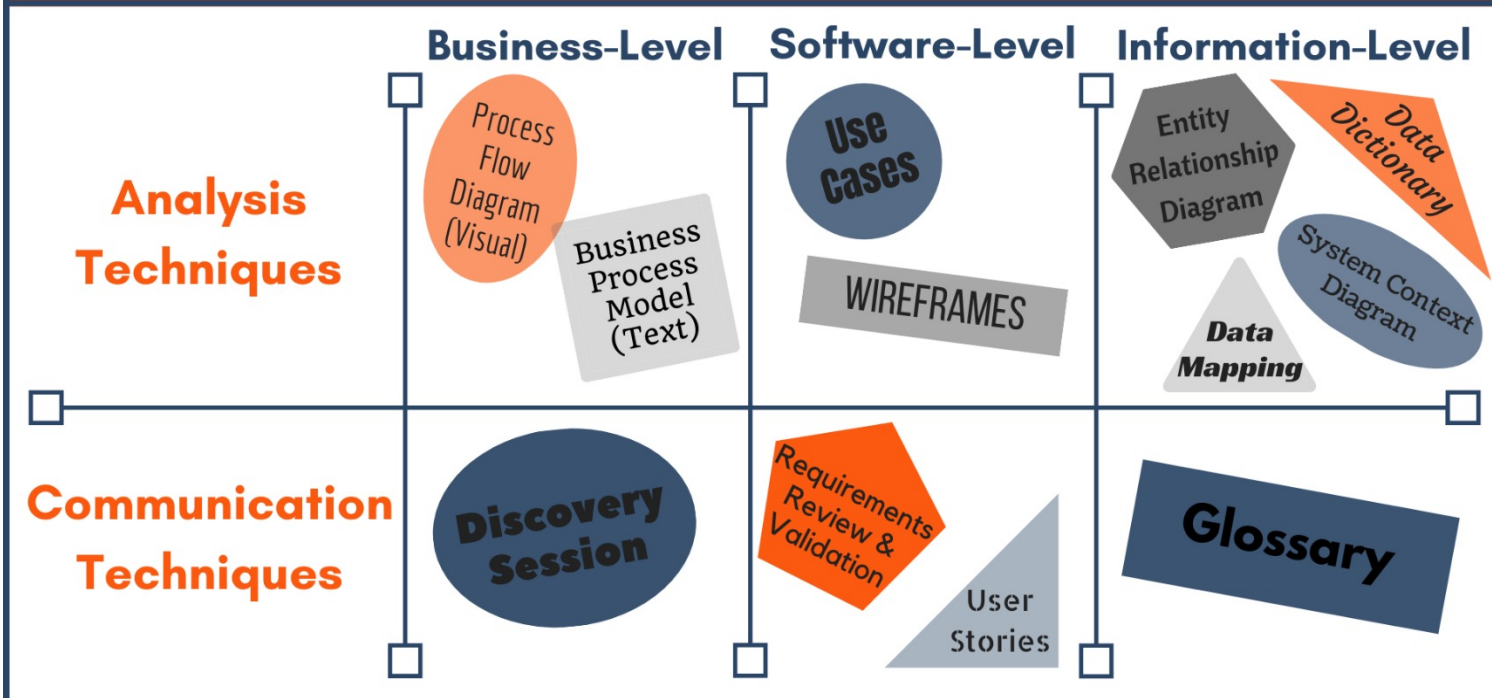 Business-Level
Software-Level
Information-Level
Analysis
Techniques
Process
Flow
Diagram
(Visual)
Business
Process
Model
(Text)
Use
Cases
WIREFRAMES
Entity
Relationship
Diagram
Data
Dictionary
System Context
Diagram
Data
Mapping
Communication
Techniques
Discovery
Session
Requirements
Review &
Validation
User
Stories
Glossary